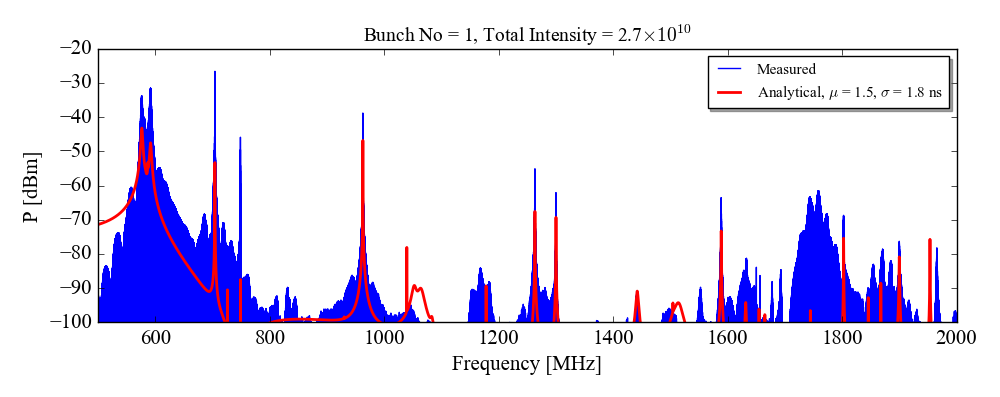 Bunch No = 1, Total Intensity = 2.7×10¹⁰
−20
−30
−40
−50
−60
−70
−80
−90
−100
P [dBm]
Measured
Analytical, μ = 1.5, σ = 1.8 ns
600 800 1000 1200 1400 1600 1800 2000
Frequency [MHz]